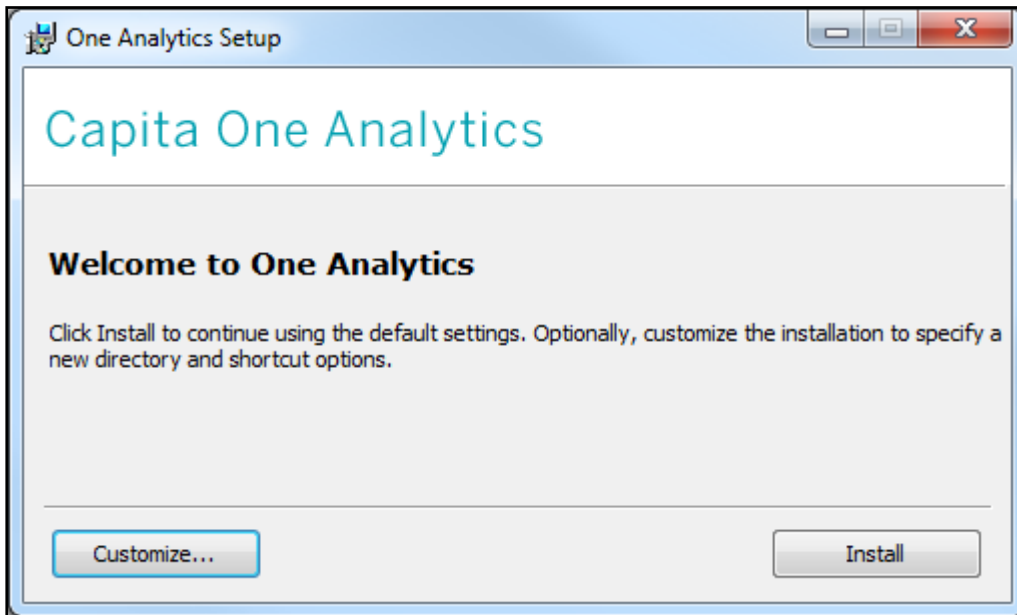 One Analytics Setup
Capita One Analytics
Welcome to One Analytics
Click Install to continue using the default settings. Optionally, customize the installation to specify a
new directory and shortcut options.
Customize...
Install